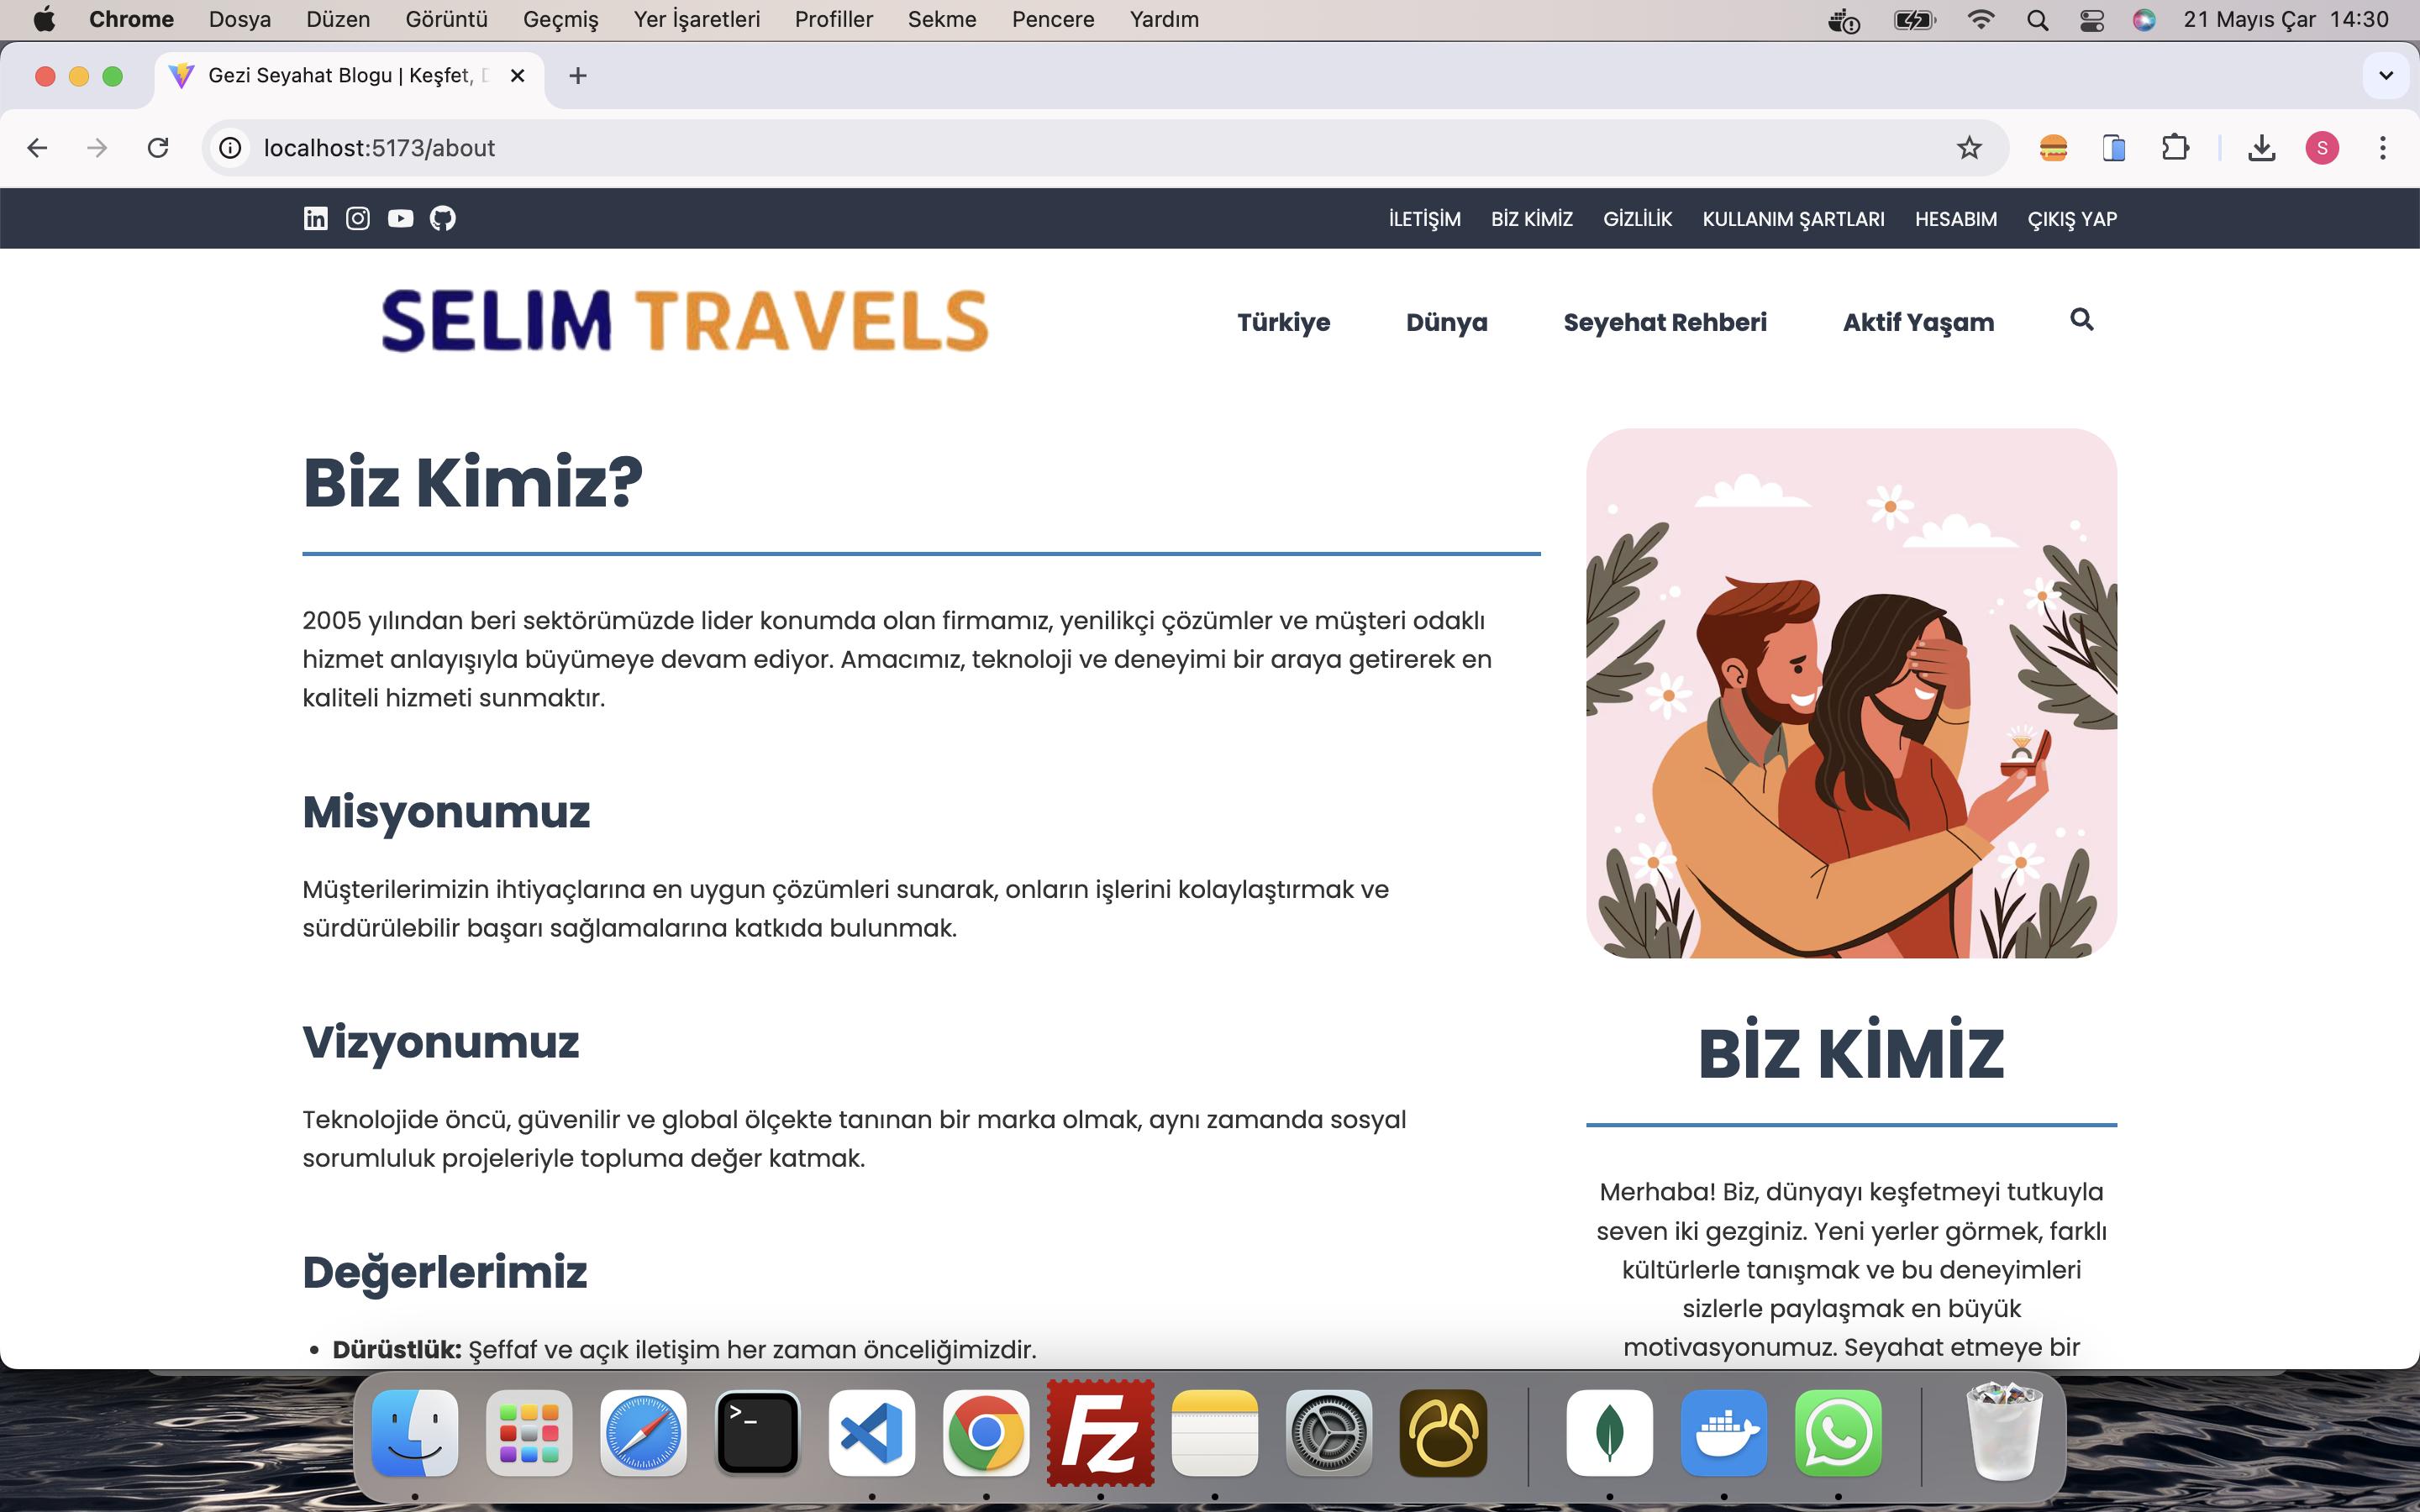 Chrome Dosya Düzen Görüntü Geçmiş Yer İşaretleri Profiller Sekme Pencere Yardım 21 Mayıs Çar 14:30
Gezi Seyahat Blogu | Keşfet,
localhost:5173/about
S
İLETİŞİM BİZ KİMİZ GİZLİLİK KULLANIM ŞARTLARI HESABIM ÇIKIŞ YAP
SELIM TRAVELS
Türkiye Dünya Seyehat Rehberi Aktif Yaşam
Biz Kimiz?
2005 yılından beri sektörümüzde lider konumda olan firmamız, yenilikçi çözümler ve müşteri odaklı
hizmet anlayışıyla büyümeye devam ediyor. Amacımız, teknoloji ve deneyimi bir araya getirerek en
kaliteli hizmeti sunmaktır.
Misyonumuz
Müşterilerimizin ihtiyaçlarına en uygun çözümleri sunarak, onların işlerini kolaylaştırmak ve
sürdürülebilir başarı sağlamalarına katkıda bulunmak.
Vizyonumuz
Teknolojide öncü, güvenilir ve global ölçekte tanınan bir marka olmak, aynı zamanda sosyal
sorumluluk projeleriyle topluma değer katmak.
Değerlerimiz
• Dürüstlük: Şeffaf ve açık iletişim her zaman önceliğimizdir.
BİZ KİMİZ
Merhaba! Biz, dünyayı keşfetmeyi tutkuyla
seven iki gezginiz. Yeni yerler görmek, farklı
kültürlerle tanışmak ve bu deneyimleri
sizlerle paylaşmak en büyük
motivasyonumuz. Seyahat etmeye bir
Fz